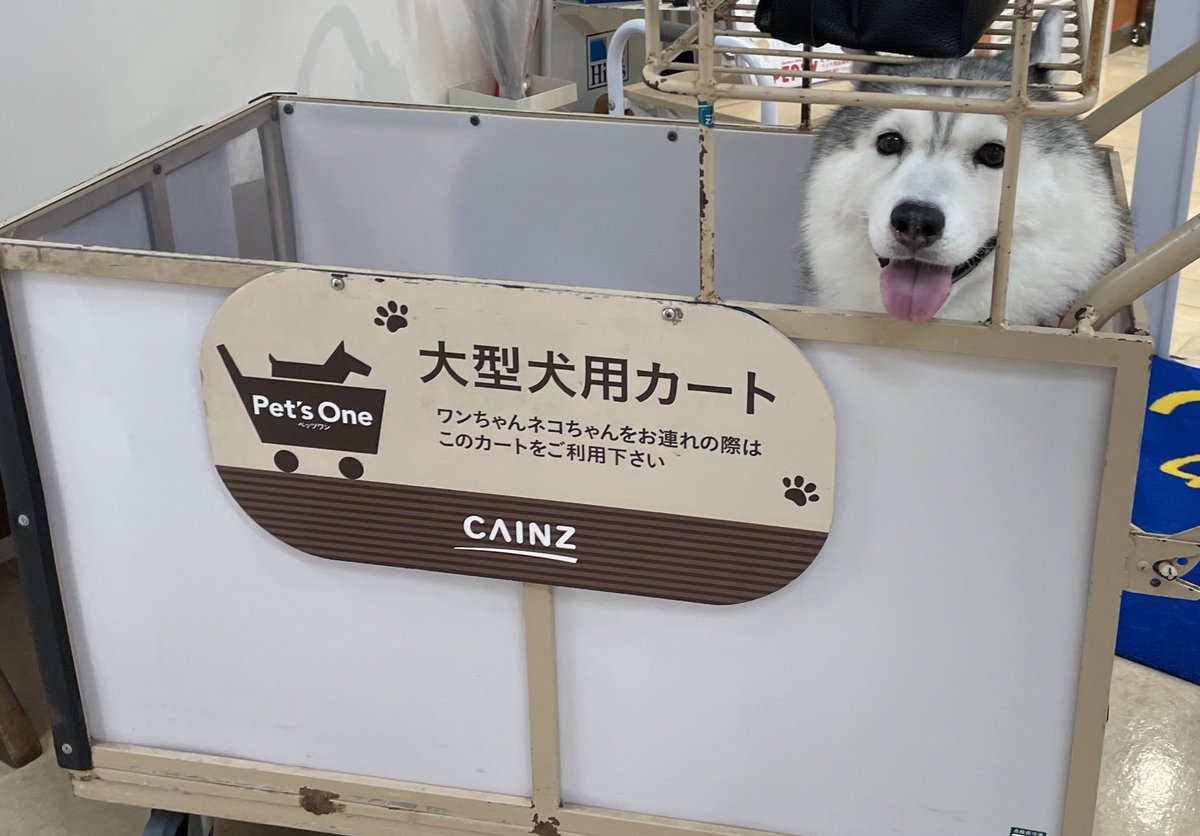 大型犬用カート
ワンちゃんネコちゃんをお連れの際は
このカートをご利用下さい
Pet's One
ペッツワン
CAINZ